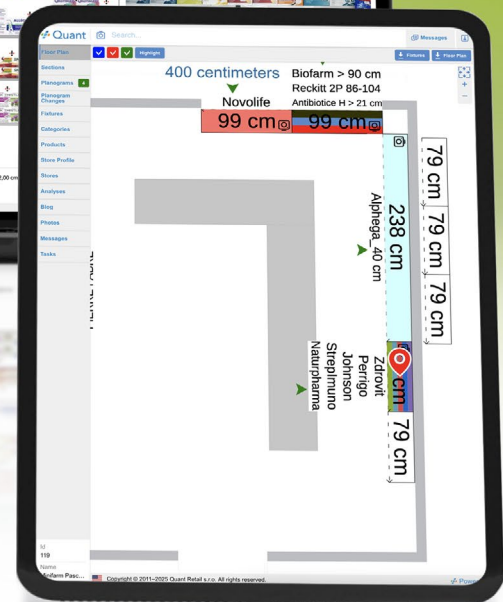 Quant
Search...
Messages
Floor Plan
Highlight
Fixtures
Floor Plan
Sections
Planograms
Planogram
Changes
Fixtures
Categories
Products
Store Profile
Stores
Analyses
Blog
Photos
Messages
Tasks
400 centimeters
Novolife
Biofarm > 90 cm
Reckitt 2P 86-104
Antibiotice H > 21 cm
99 cm
99 cm
79 cm
79 cm
79 cm
238 cm
Alphega_40 cm
cm
Zdrovit
Perrigo
Johnson
StrepImuno
Naturpharma
79 cm
Id
119
Name
Minifarm Pasc...
Copyright © 2011–2025 Quant Retail s.r.o. All rights reserved.